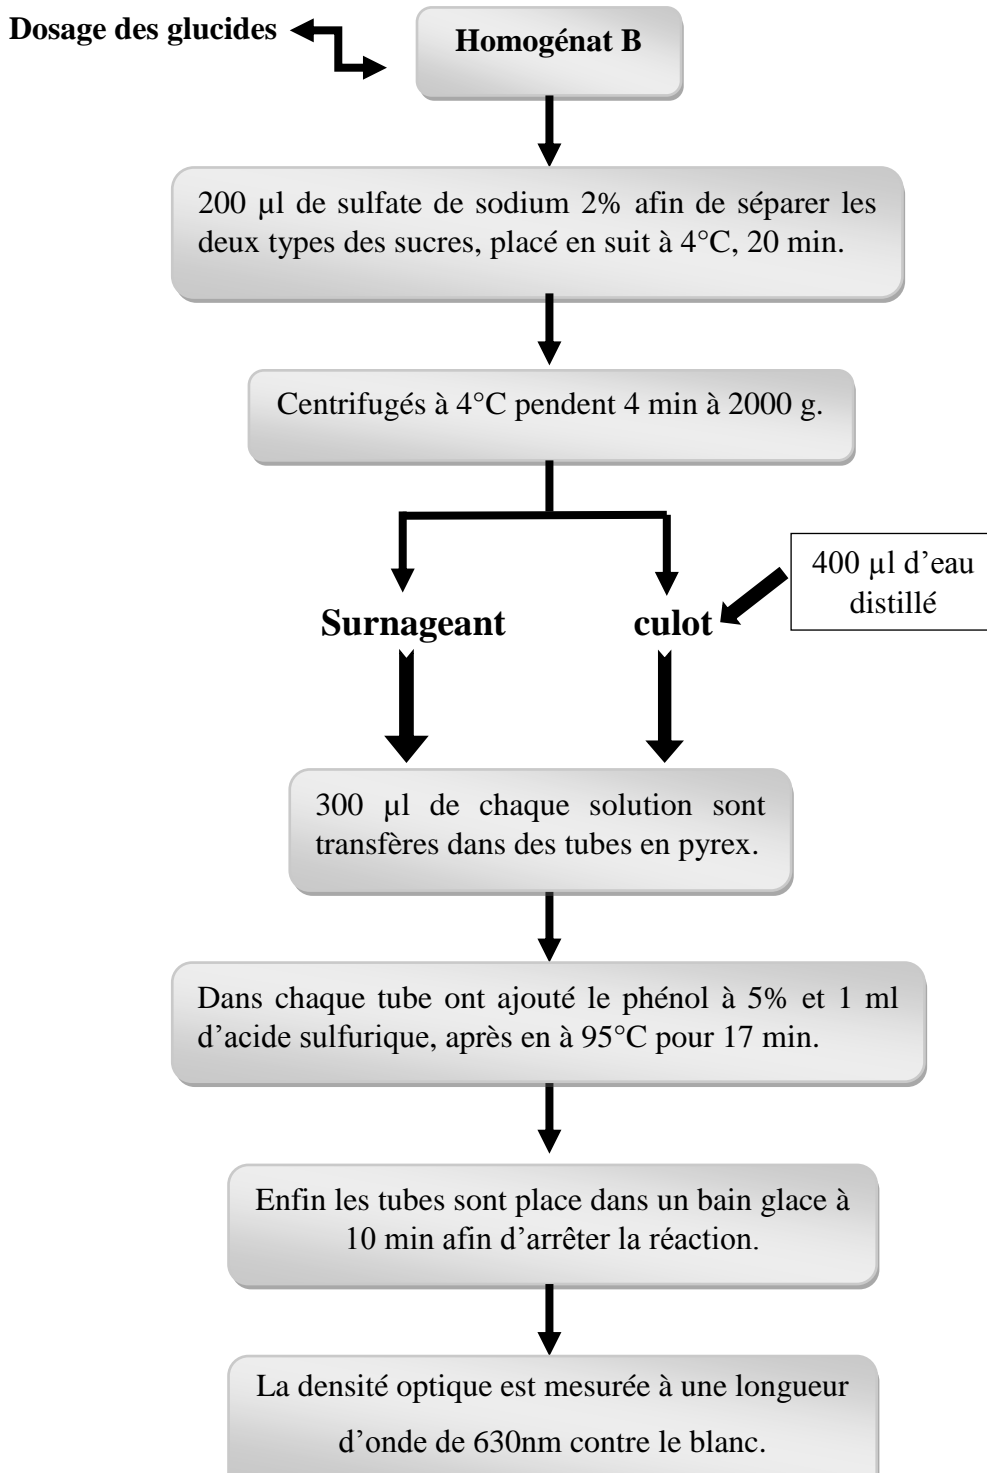 Dosage des glucides
Homogénat B
200 µl de sulfate de sodium 2% afin de séparer les
deux types des sucres, placé en suit à 4°C, 20 min.
Centrifugés à 4°C pendent 4 min à 2000 g.
400 µl d’eau
distillé
Surnageant
culot
300 µl de chaque solution sont
transfères dans des tubes en pyrex.
Dans chaque tube ont ajouté le phénol à 5% et 1 ml
d’acide sulfurique, après en à 95°C pour 17 min.
Enfin les tubes sont place dans un bain glace à
10 min afin d’arrêter la réaction.
La densité optique est mesurée à une longueur
d’onde de 630nm contre le blanc.